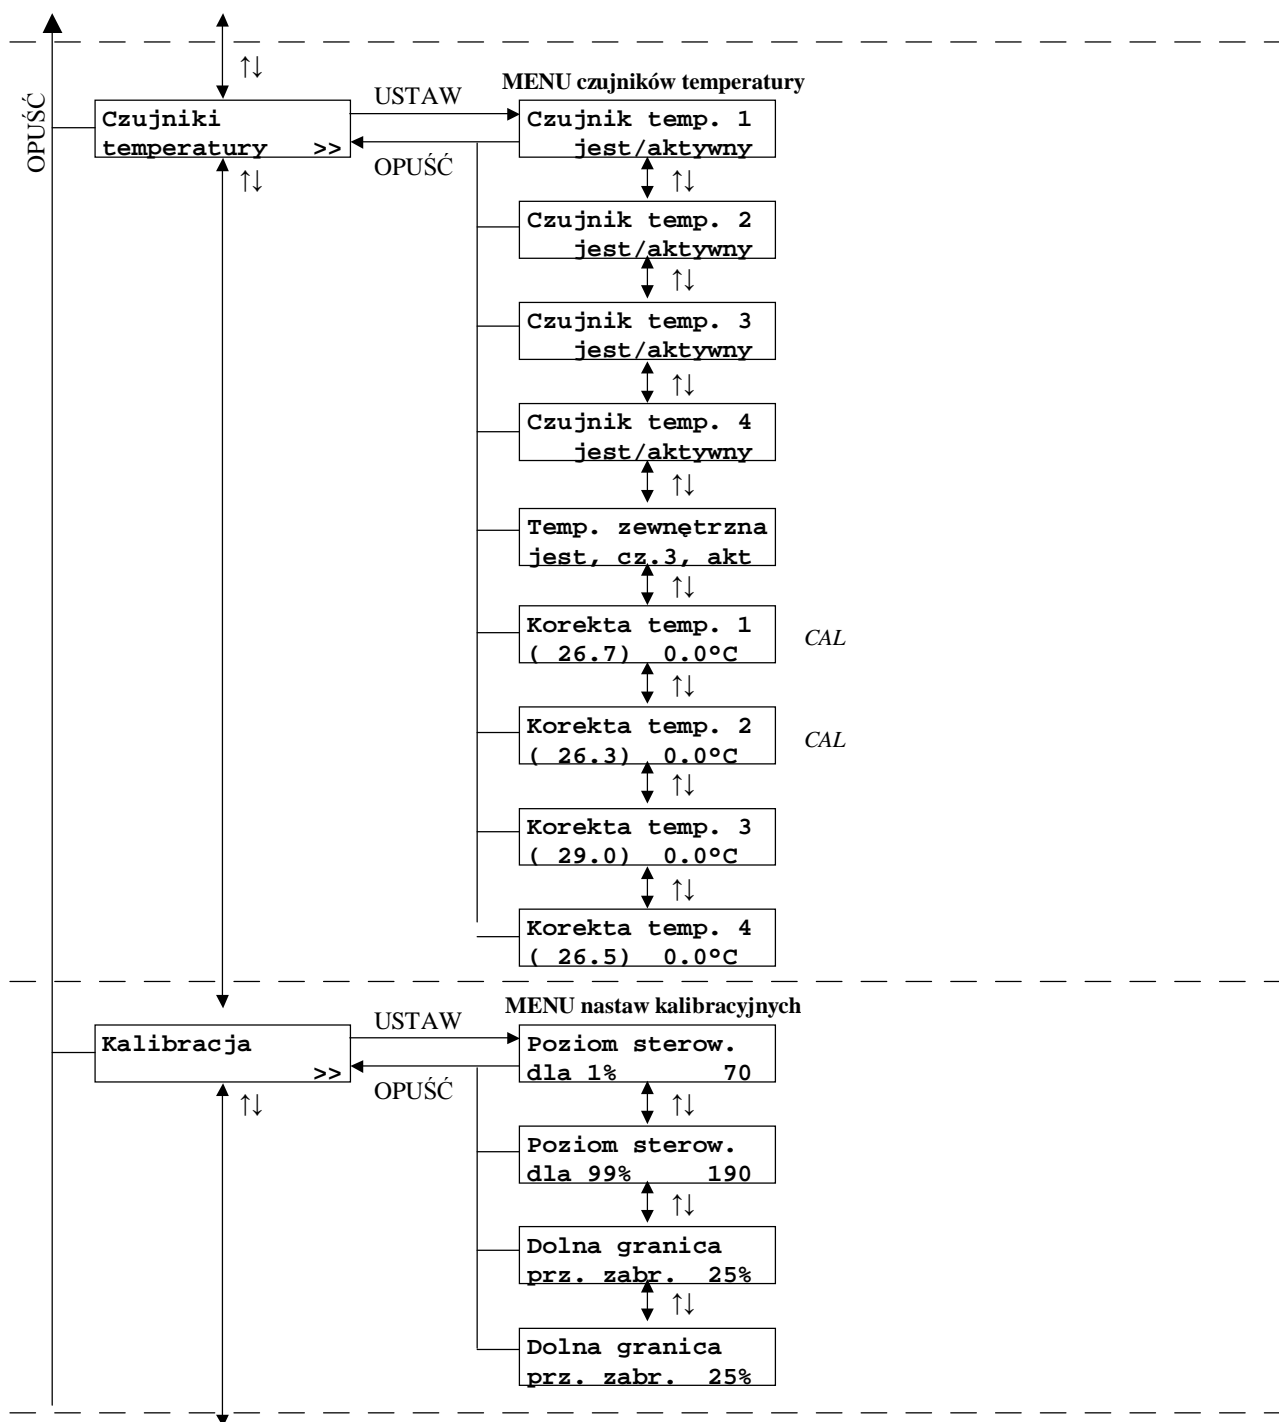 ↑↓
MENU czujników temperatury
OPUŚĆ
Czujniki
temperatury >>
USTAW
OPUŚĆ
↑↓
Czujnik temp. 1
jest/aktywny
↑↓
Czujnik temp. 2
jest/aktywny
↑↓
Czujnik temp. 3
jest/aktywny
↑↓
Czujnik temp. 4
jest/aktywny
↑↓
Temp. zewnętrzna
jest, cz.3, akt
↑↓
Korekta temp. 1
( 26.7) 0.0°C
CAL
↑↓
Korekta temp. 2
( 26.3) 0.0°C
CAL
↑↓
Korekta temp. 3
( 29.0) 0.0°C
↑↓
Korekta temp. 4
( 26.5) 0.0°C
MENU nastaw kalibracyjnych
Kalibracja
>>
USTAW
OPUŚĆ
↑↓
Poziom sterow.
dla 1% 70
↑↓
Poziom sterow.
dla 99% 190
↑↓
Dolna granica
prz. zabr. 25%
↑↓
Dolna granica
prz. zabr. 25%